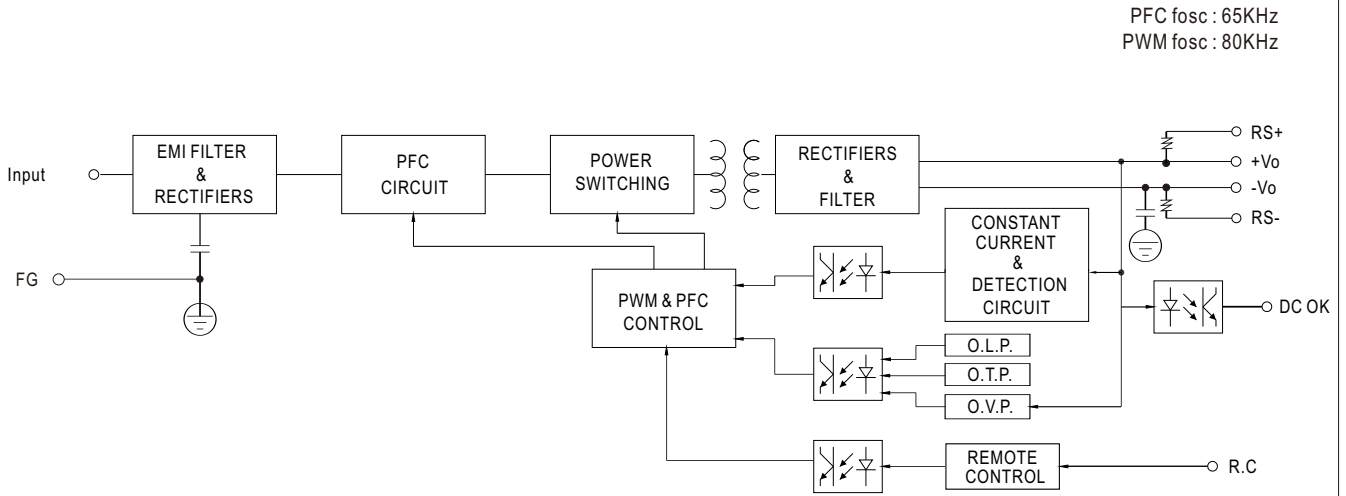 PFC fosc : 65KHz
PWM fosc : 80KHz
Input
EMI FILTER
&
RECTIFIERS
PFC
CIRCUIT
POWER
SWITCHING
RECTIFIERS
&
FILTER
RS+
+Vo
-Vo
RS-
FG
PWM & PFC
CONTROL
CONSTANT
CURRENT
&
DETECTION
CIRCUIT
DC OK
O.L.P.
O.T.P.
O.V.P.
REMOTE
CONTROL
R.C